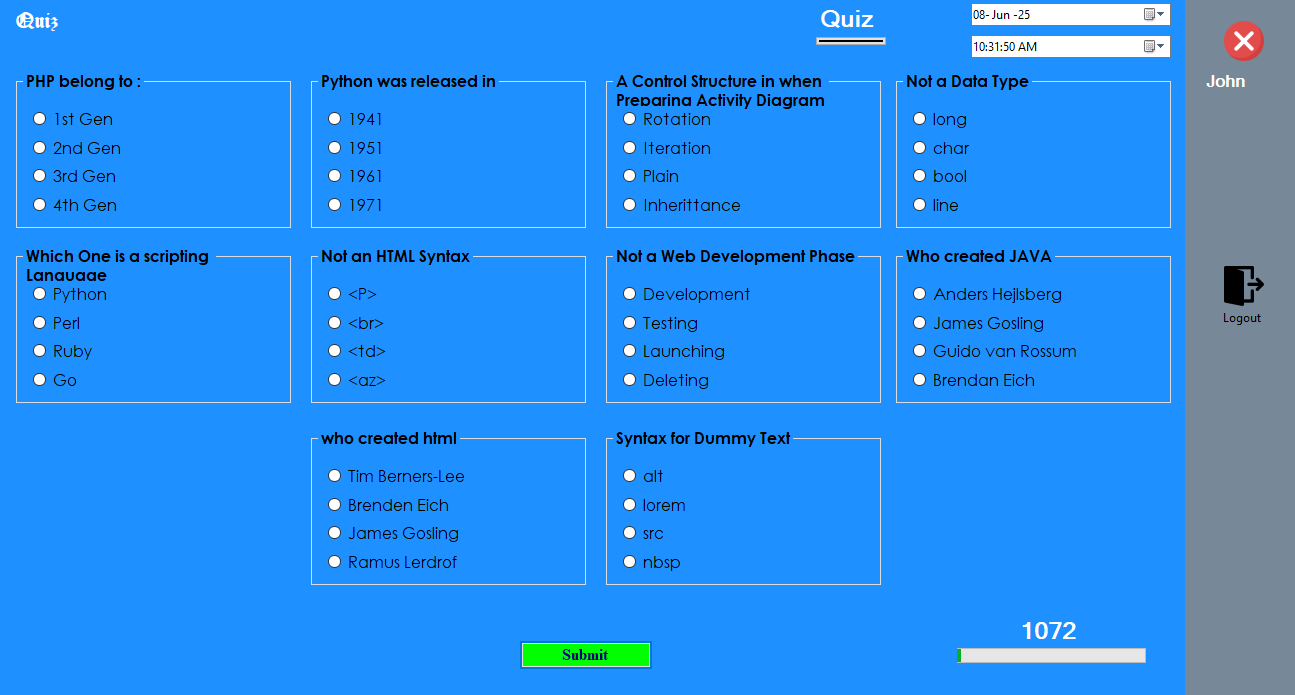 Quiz
Quiz
08- Jun -25
10:31:50 AM
John
PHP belong to :
1st Gen
2nd Gen
3rd Gen
4th Gen
Python was released in
1941
1951
1961
1971
A Control Structure in when
Preparing Activity Diagram
Rotation
Iteration
Plain
Inherittance
Not a Data Type
long
char
bool
line
Which One is a scripting
Language
Python
Perl
Ruby
Go
Not an HTML Syntax
<P>
<br>
<td>
<az>
Not a Web Development Phase
Development
Testing
Launching
Deleting
Who created JAVA
Anders Hejlsberg
James Gosling
Guido van Rossum
Brendan Eich
Logout
who created html
Tim Berners-Lee
Brenden Eich
James Gosling
Ramus Lerdrof
Syntax for Dummy Text
alt
lorem
src
nbsp
Submit
1072